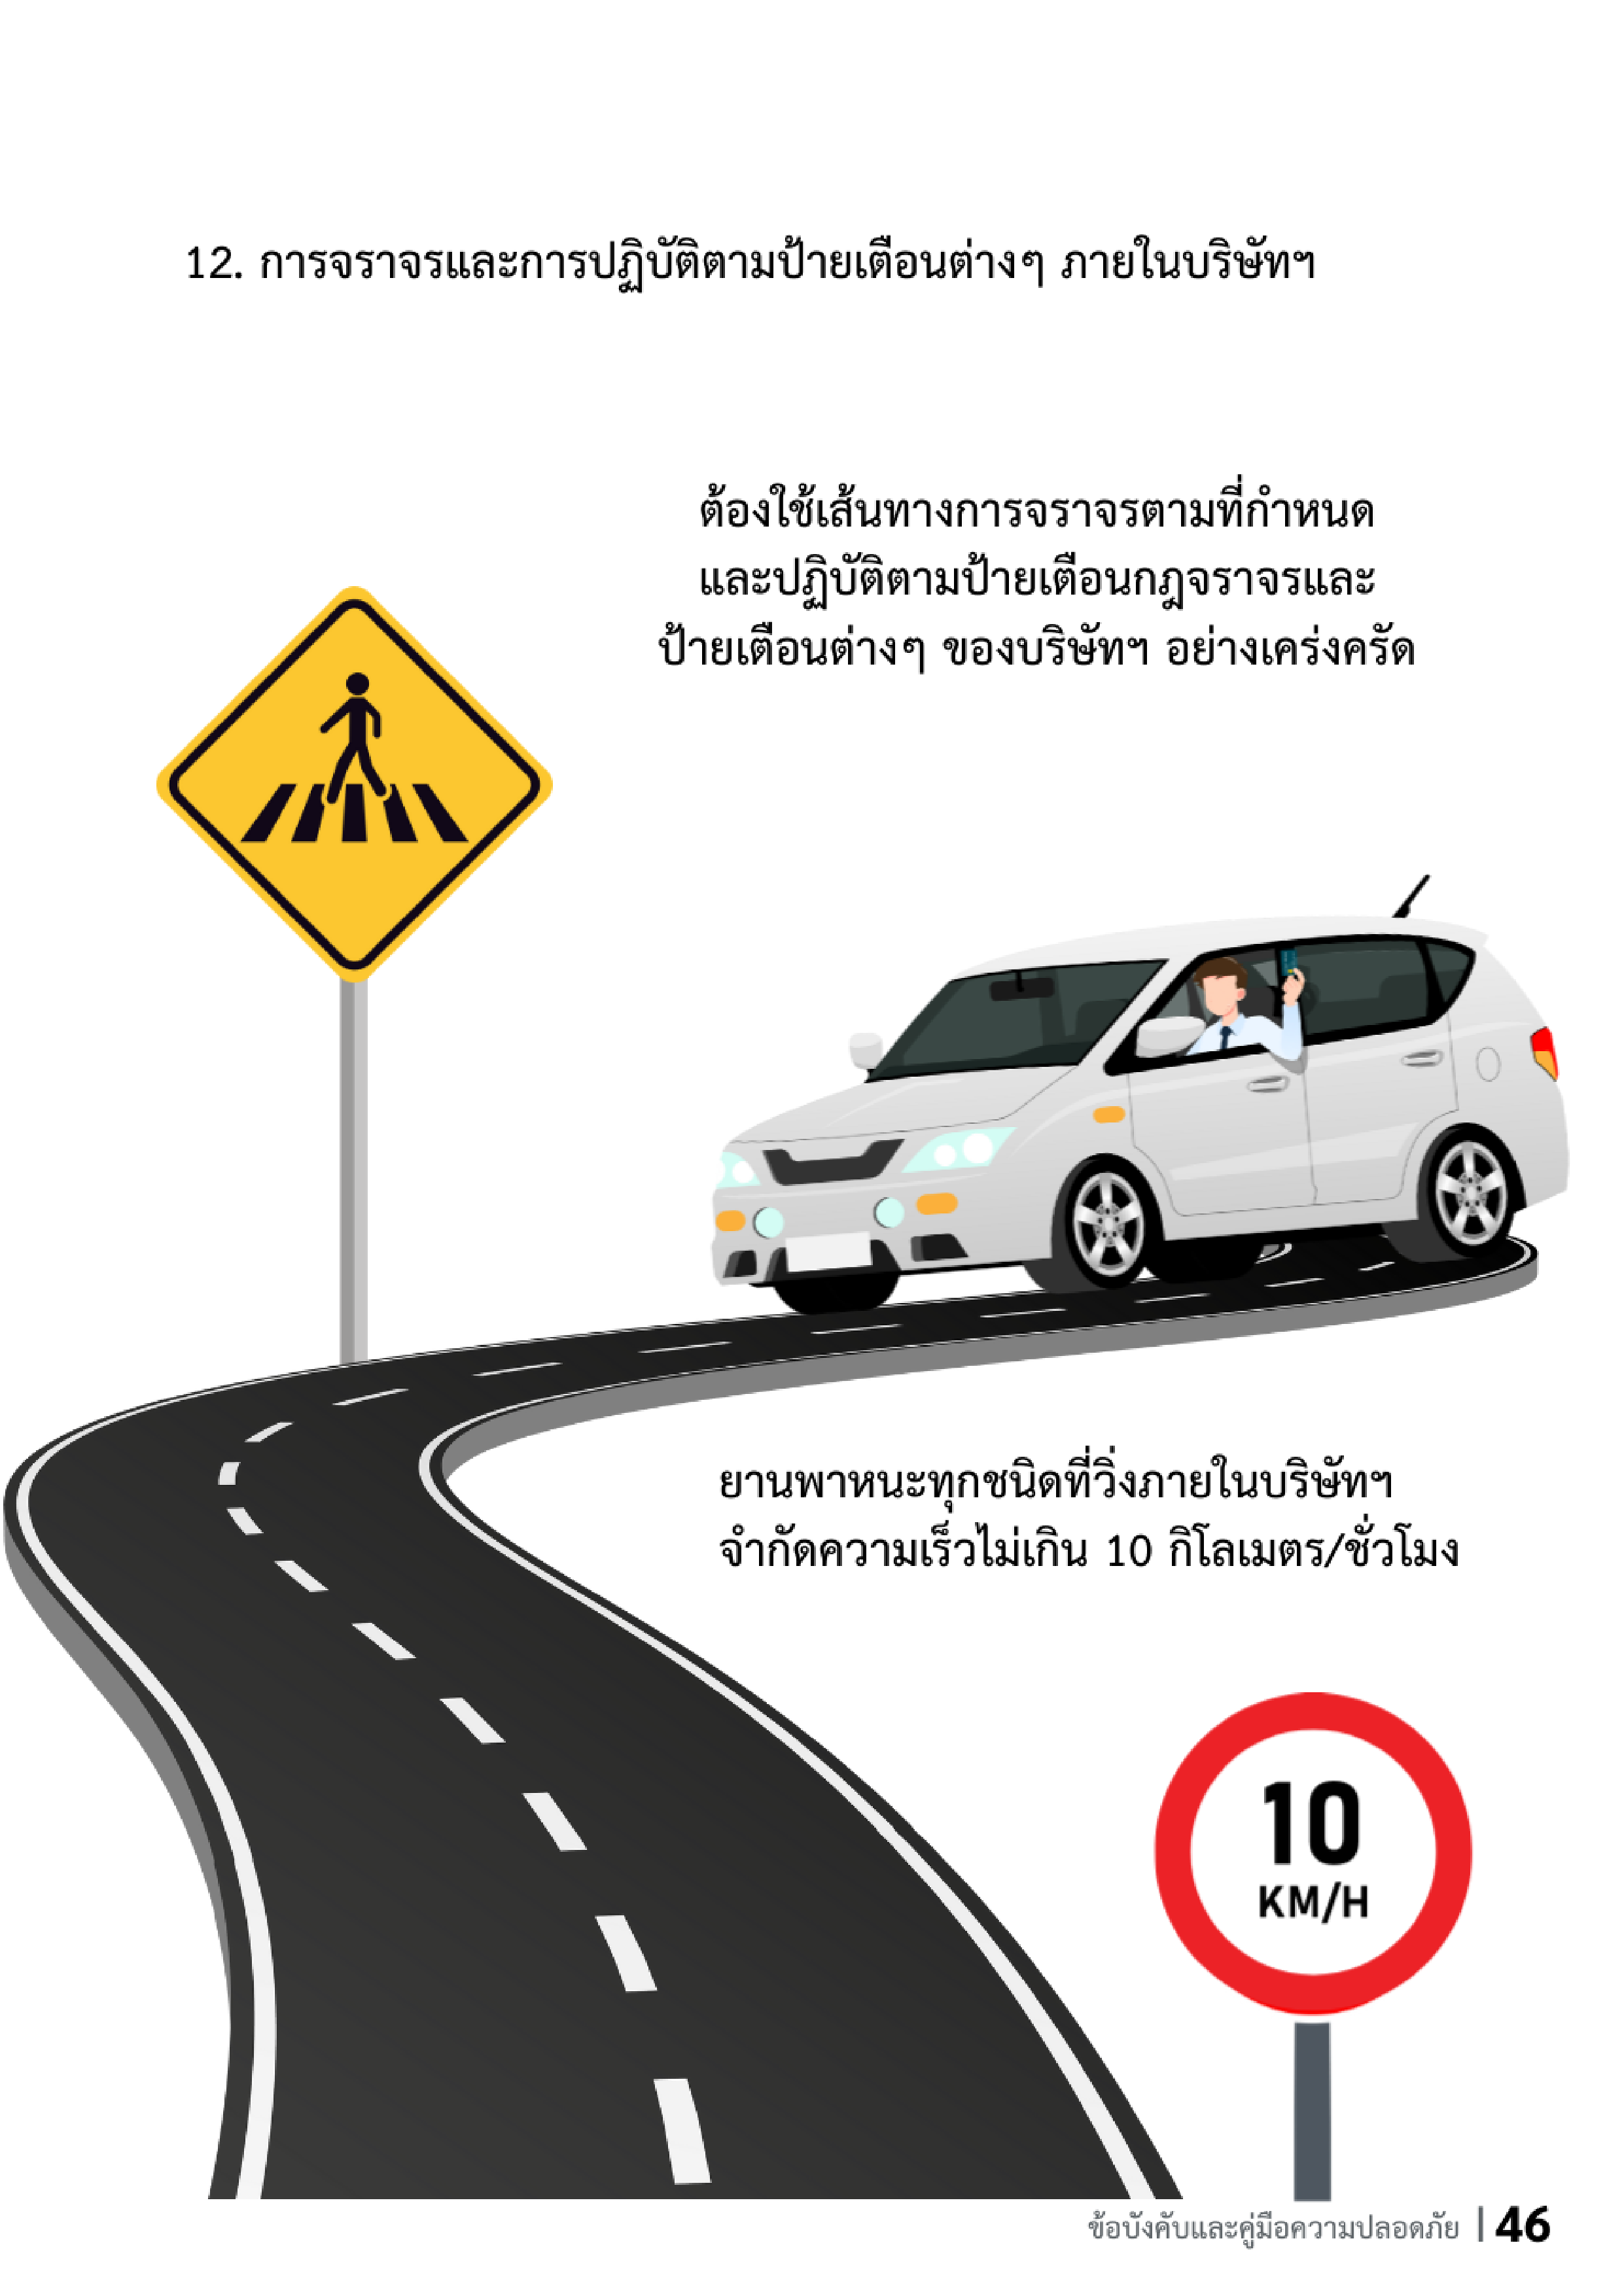 12. การจราจรและการปฏิบัติตามป้ายเตือนต่างๆ ภายในบริษัทฯ
ต้องใช้เส้นทางการจราจรตามที่กำหนด
และปฏิบัติตามป้ายเตือนกฎจราจรและ
ป้ายเตือนต่างๆ ของบริษัทฯ อย่างเคร่งครัด
ยานพาหนะทุกชนิดที่วิ่งภายในบริษัทฯ
จำกัดความเร็วไม่เกิน 10 กิโลเมตร/ชั่วโมง
10
KM/H
ข้อบังคับและคู่มือความปลอดภัย | 46